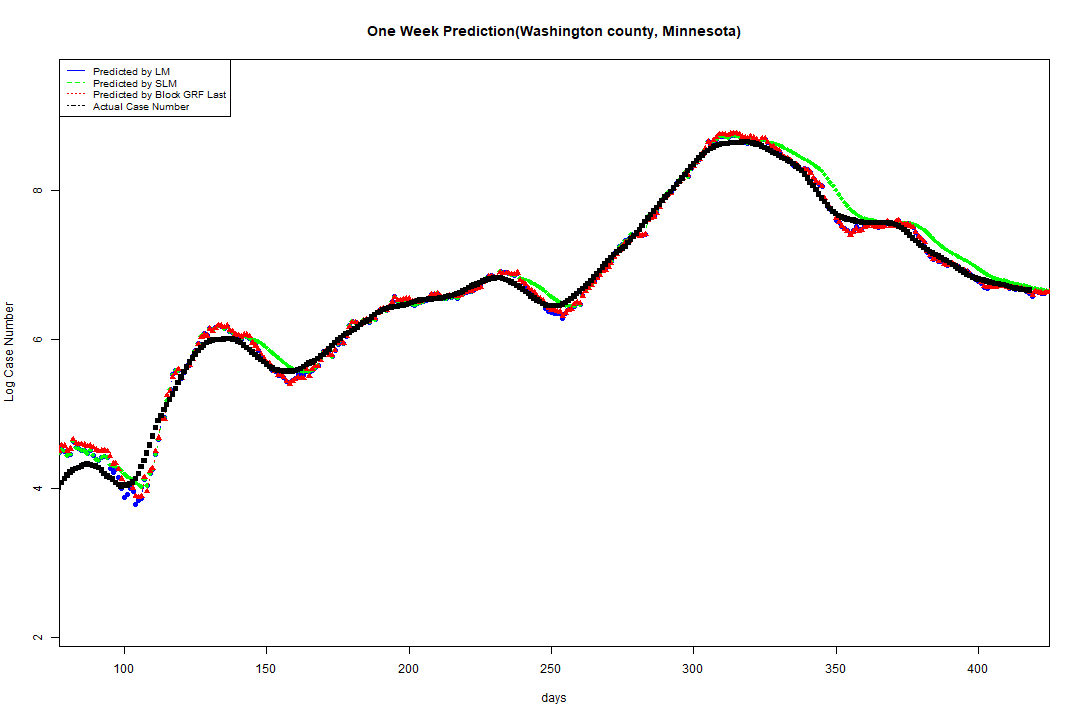 One Week Prediction(Washington county, Minnesota)
Predicted by LM
Predicted by SLM
Predicted by Block GRF Last
Actual Case Number
Log Case Number
8
6
4
2
100 150 200 250 300 350 400
days